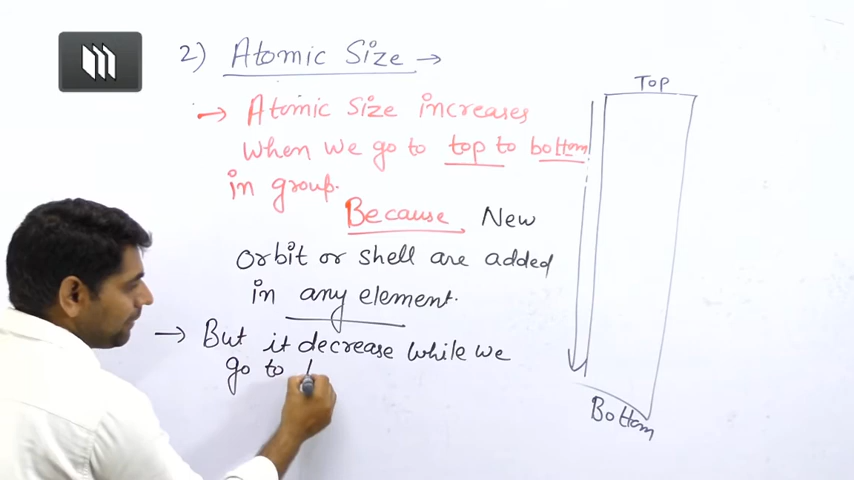 2) Atomic Size →
→ Atomic Size increases
when we go to top to bottom
in group.
Because New
orbit or shell are added
in any element.
→ But it decrease while we
go to
Top
Bottom